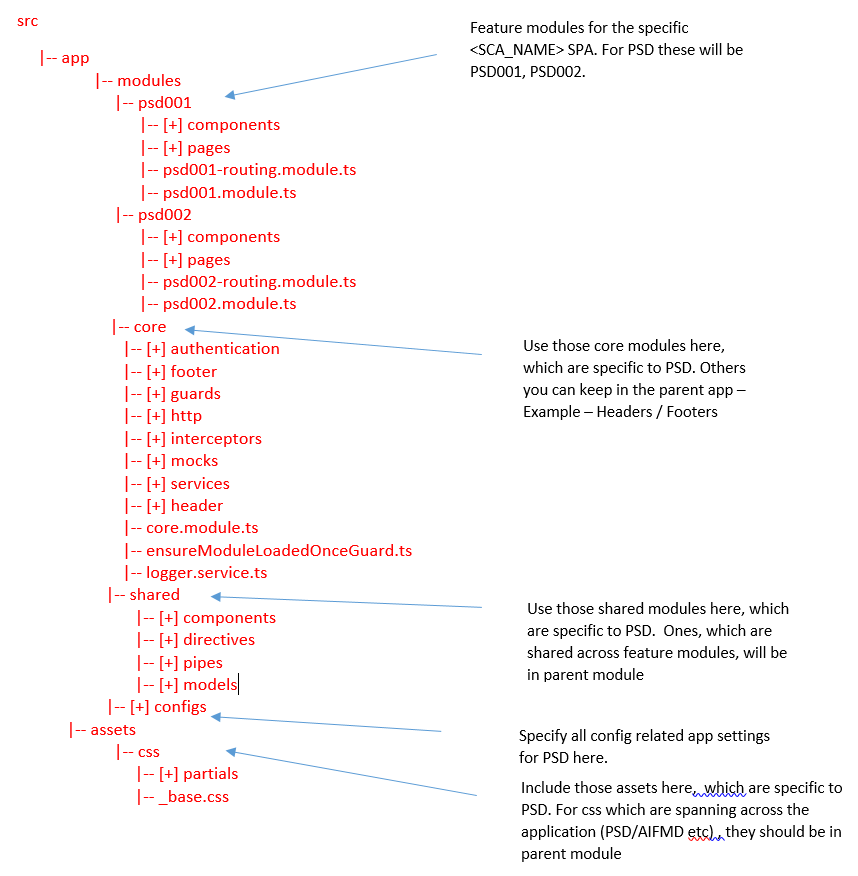 src
|-- app
|-- modules
|-- psd001
|-- [+] components
|-- [+] pages
|-- psd001-routing.module.ts
|-- psd001.module.ts
|-- psd002
|-- [+] components
|-- [+] pages
|-- psd002-routing.module.ts
|-- psd002.module.ts
|-- core
|-- [+] authentication
|-- [+] footer
|-- [+] guards
|-- [+] http
|-- [+] interceptors
|-- [+] mocks
|-- [+] services
|-- [+] header
|-- core.module.ts
|-- ensureModuleLoadedOnceGuard.ts
|-- logger.service.ts
|-- shared
|-- [+] components
|-- [+] directives
|-- [+] pipes
|-- [+] models
|-- [+] configs
|-- assets
|-- css
|-- [+] partials
|-- _base.css
Feature modules for the specific
<SCA_NAME> SPA. For PSD these will be
PSD001, PSD002.
Use those core modules here,
which are specific to PSD. Others
you can keep in the parent app –
Example – Headers / Footers
Use those shared modules here, which
are specific to PSD.  Ones, which are
shared across feature modules, will be
in parent module
Specify all config related app settings
for PSD here.
Include those assets here,  which are specific to
PSD. For css which are spanning across the
application (PSD/AIFMD etc) , they should be in
parent module